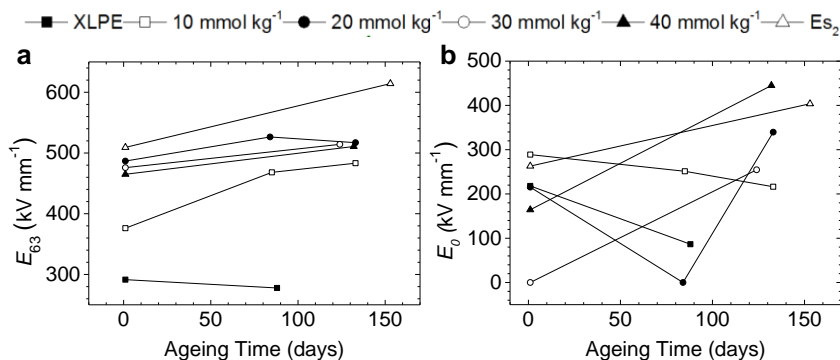 XLPE 10 mmol kg⁻¹ 20 mmol kg⁻¹ 30 mmol kg⁻¹ 40 mmol kg⁻¹ Es₂
a b
600
500
400
300
E₆₃ (kV mm⁻¹)
0 50 100 150
Ageing Time (days)
500
400
300
200
100
0
E₀ (kV mm⁻¹)
0 50 100 150
Ageing Time (days)